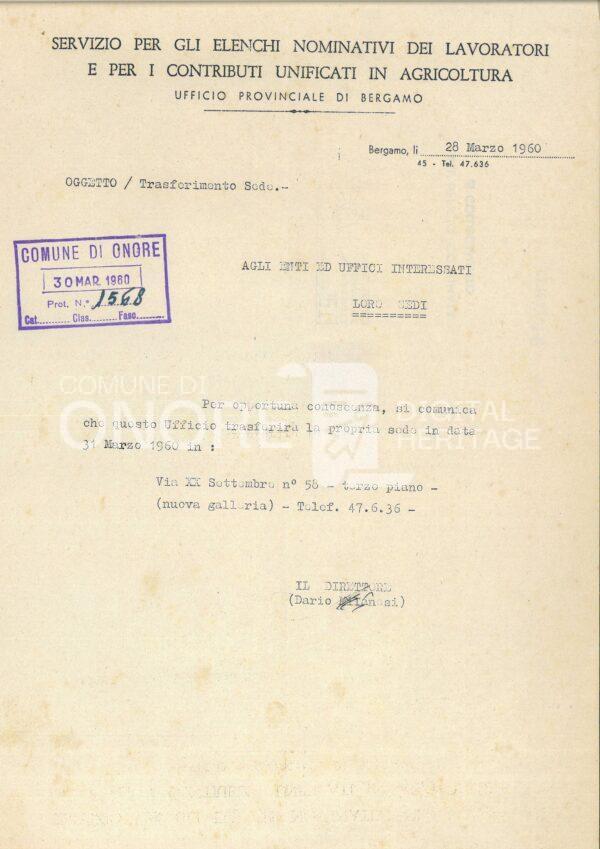 SERVIZIO PER GLI ELENCHI NOMINATIVI DEI LAVORATORI
E PER I CONTRIBUTI UNIFICATI IN AGRICOLTURA
UFFICIO PROVINCIALE DI BERGAMO
Bergamo, li 28 Marzo 1960
45 - Tel. 47.636
OGGETTO / Trasferimento Sede.-
COMUNE DI ONORE
30 MAR. 1960
Prot. N.° 1568
Cat. Clas. Fasc.
AGLI ENTI ED UFFICI INTERESSATI
LORO SEDI
==========
COMUNE DI
ONORE
DIGITAL
HERITAGE
Per opportuna conoscenza, si comunica
che questo Ufficio trasferirà la propria sede in data
31 Marzo 1960 in :
Via XX Settembre n° 58 - terzo piano -
(nuova galleria) - Telef. 47.6.36 -
IL DIRETTORE
(Dario